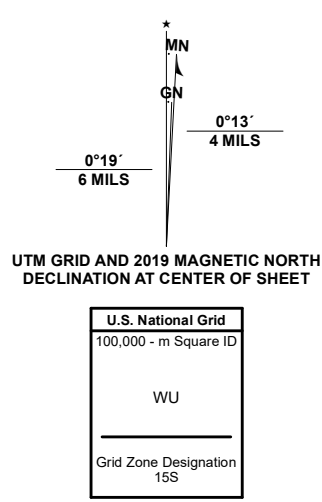 ★
MN
GN
0°13´
4 MILS
0°19´
6 MILS
UTM GRID AND 2019 MAGNETIC NORTH
DECLINATION AT CENTER OF SHEET
U.S. National Grid
100,000 - m Square ID
WU
Grid Zone Designation
15S